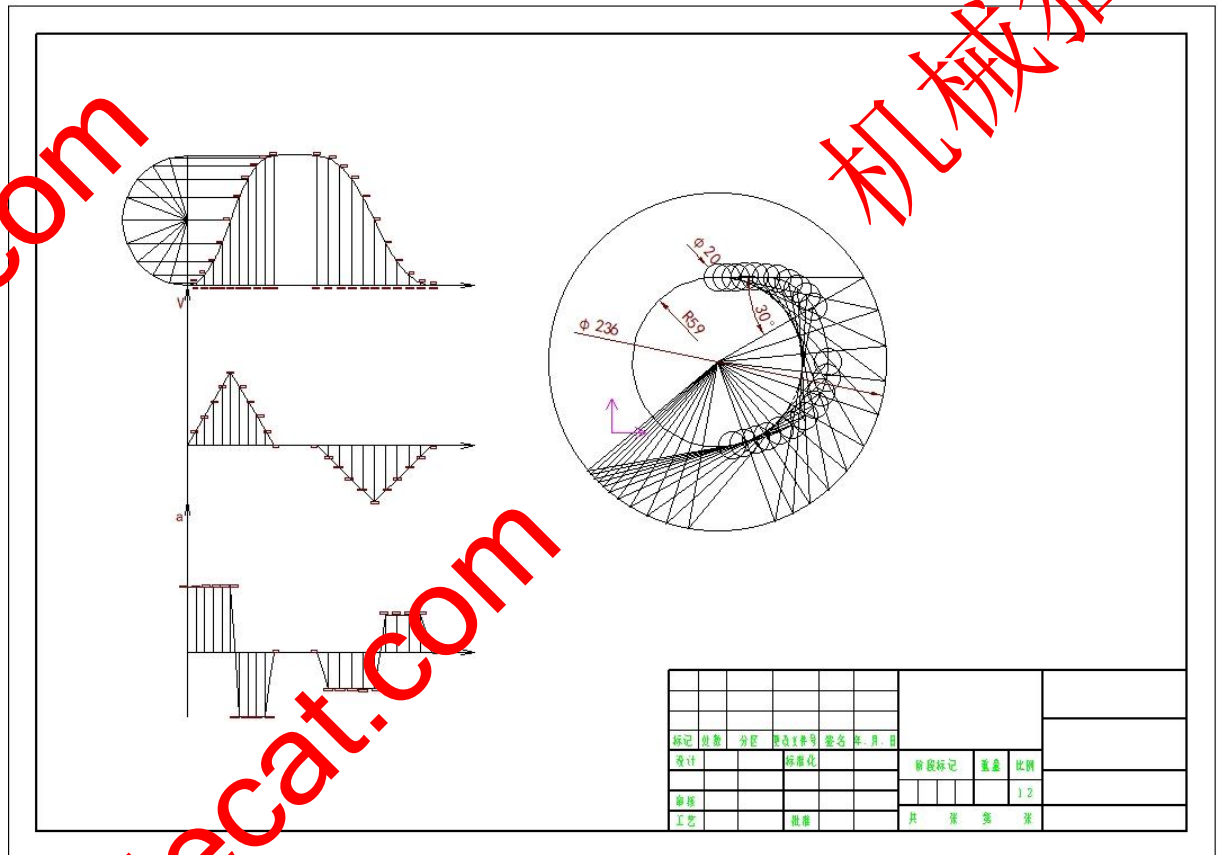 机械
com
V
a
φ20
30°
R59
φ236
ecat.com
标记 处数 分区 更改文件号 签名 年.月.日
设计 标准化
阶段标记 重量 比例
审核
1:2
工艺 批准
共 张 第 张